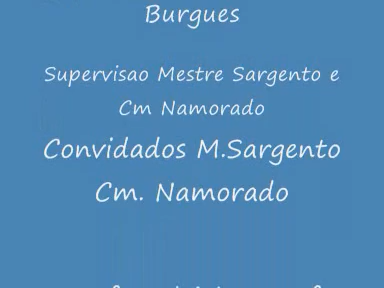 Burgues
Supervisao Mestre Sargento e
Cm Namorado
Convidados M.Sargento
Cm. Namorado